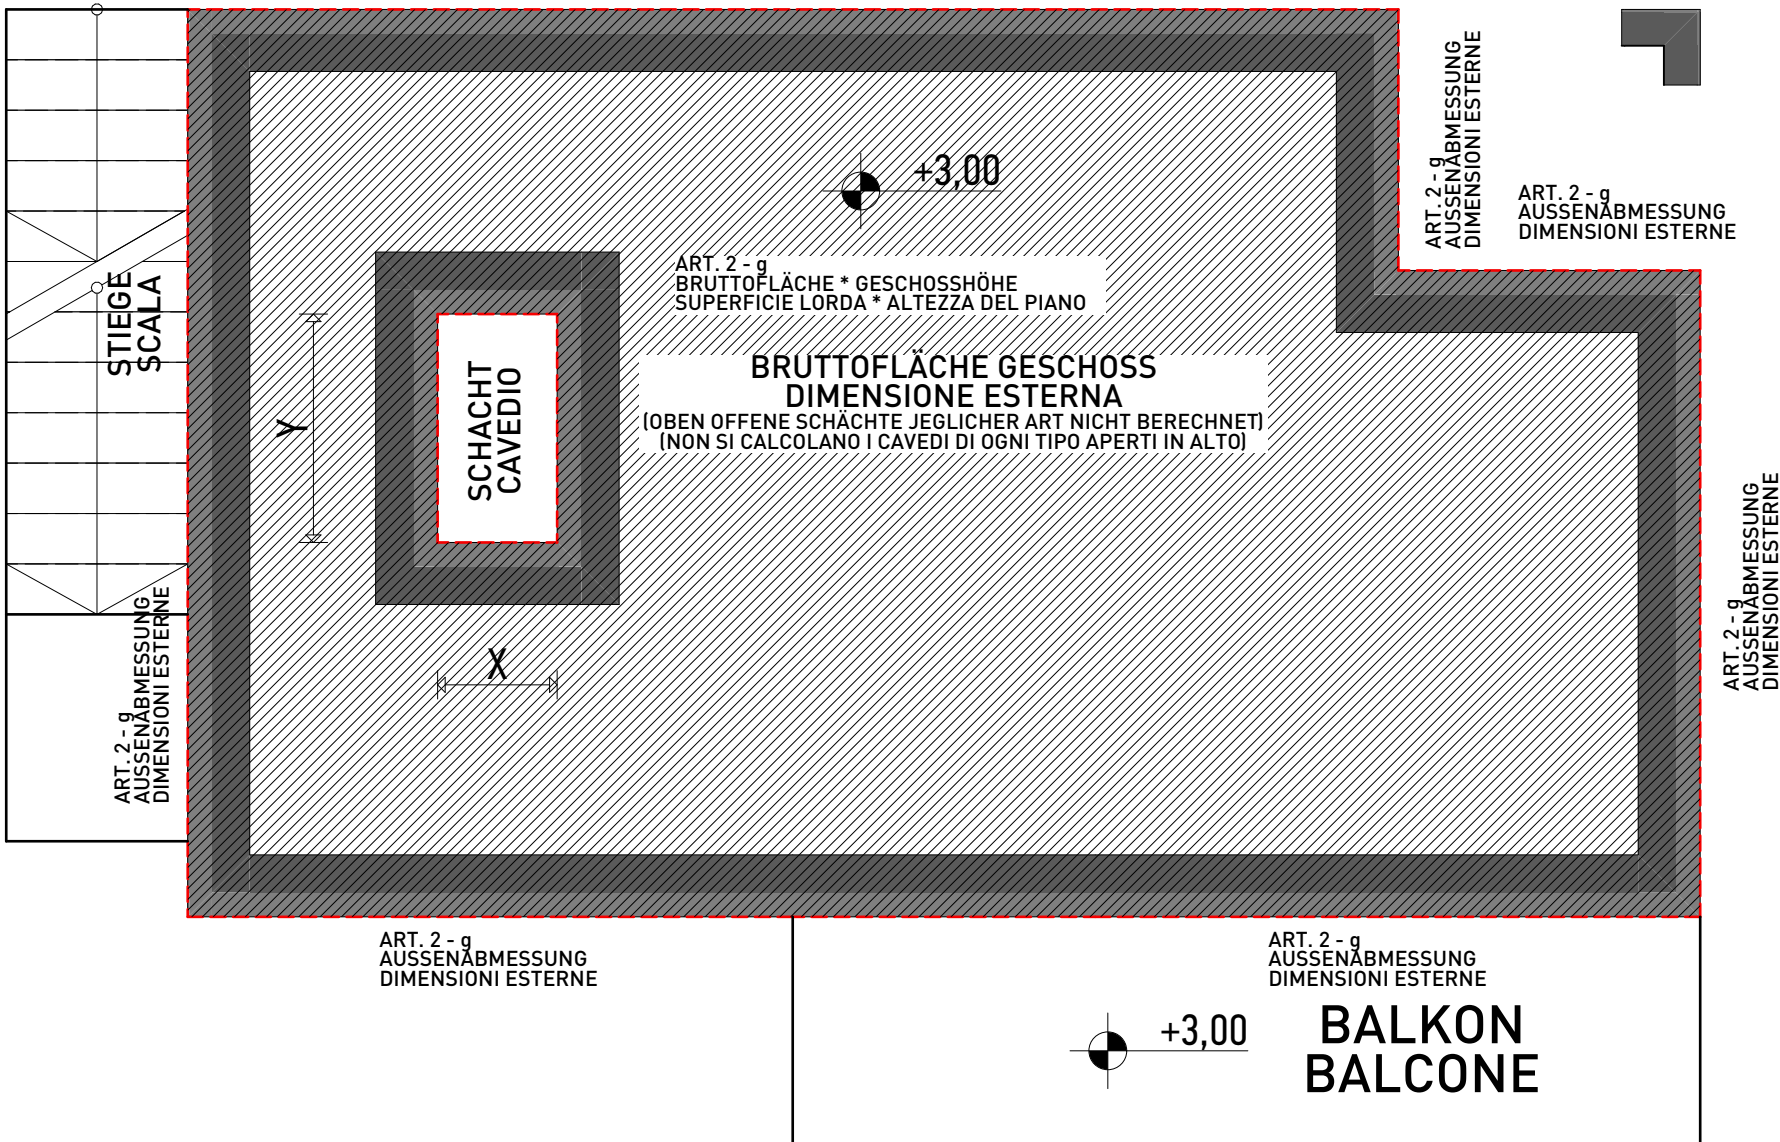 +3,00
ART. 2 - g
AUSSENABMESSUNG
DIMENSIONI ESTERNE
ART. 2 - g
AUSSENABMESSUNG
DIMENSIONI ESTERNE
STIEGE
SCALA
ART. 2 - g
BRUTTOFLÄCHE * GESCHOSSHÖHE
SUPERFICIE LORDA * ALTEZZA DEL PIANO
Y
SCHACHT
CAVEDIO
BRUTTOFLÄCHE GESCHOSS
DIMENSIONE ESTERNA
(OBEN OFFENE SCHÄCHTE JEGLICHER ART NICHT BERECHNET)
(NON SI CALCOLANO I CAVEDI DI OGNI TIPO APERTI IN ALTO)
ART. 2 - g
AUSSENABMESSUNG
DIMENSIONI ESTERNE
X
ART. 2 - g
AUSSENABMESSUNG
DIMENSIONI ESTERNE
ART. 2 - g
AUSSENABMESSUNG
DIMENSIONI ESTERNE
ART. 2 - g
AUSSENABMESSUNG
DIMENSIONI ESTERNE
+3,00
BALKON
BALCONE